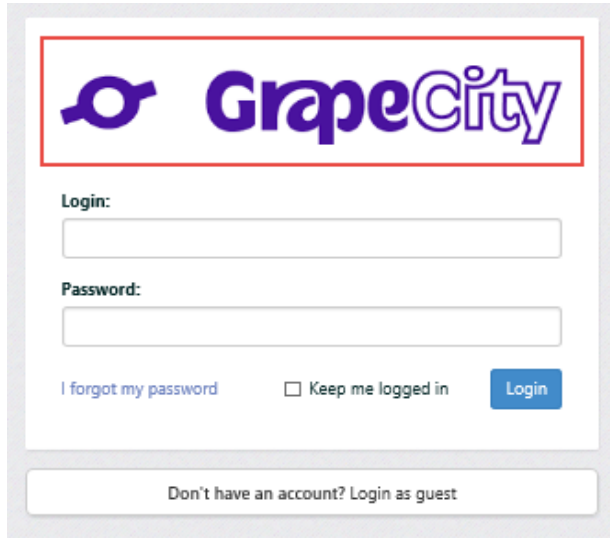 GrapeCity
Login:
Password:
I forgot my password Keep me logged in Login
Don't have an account? Login as guest